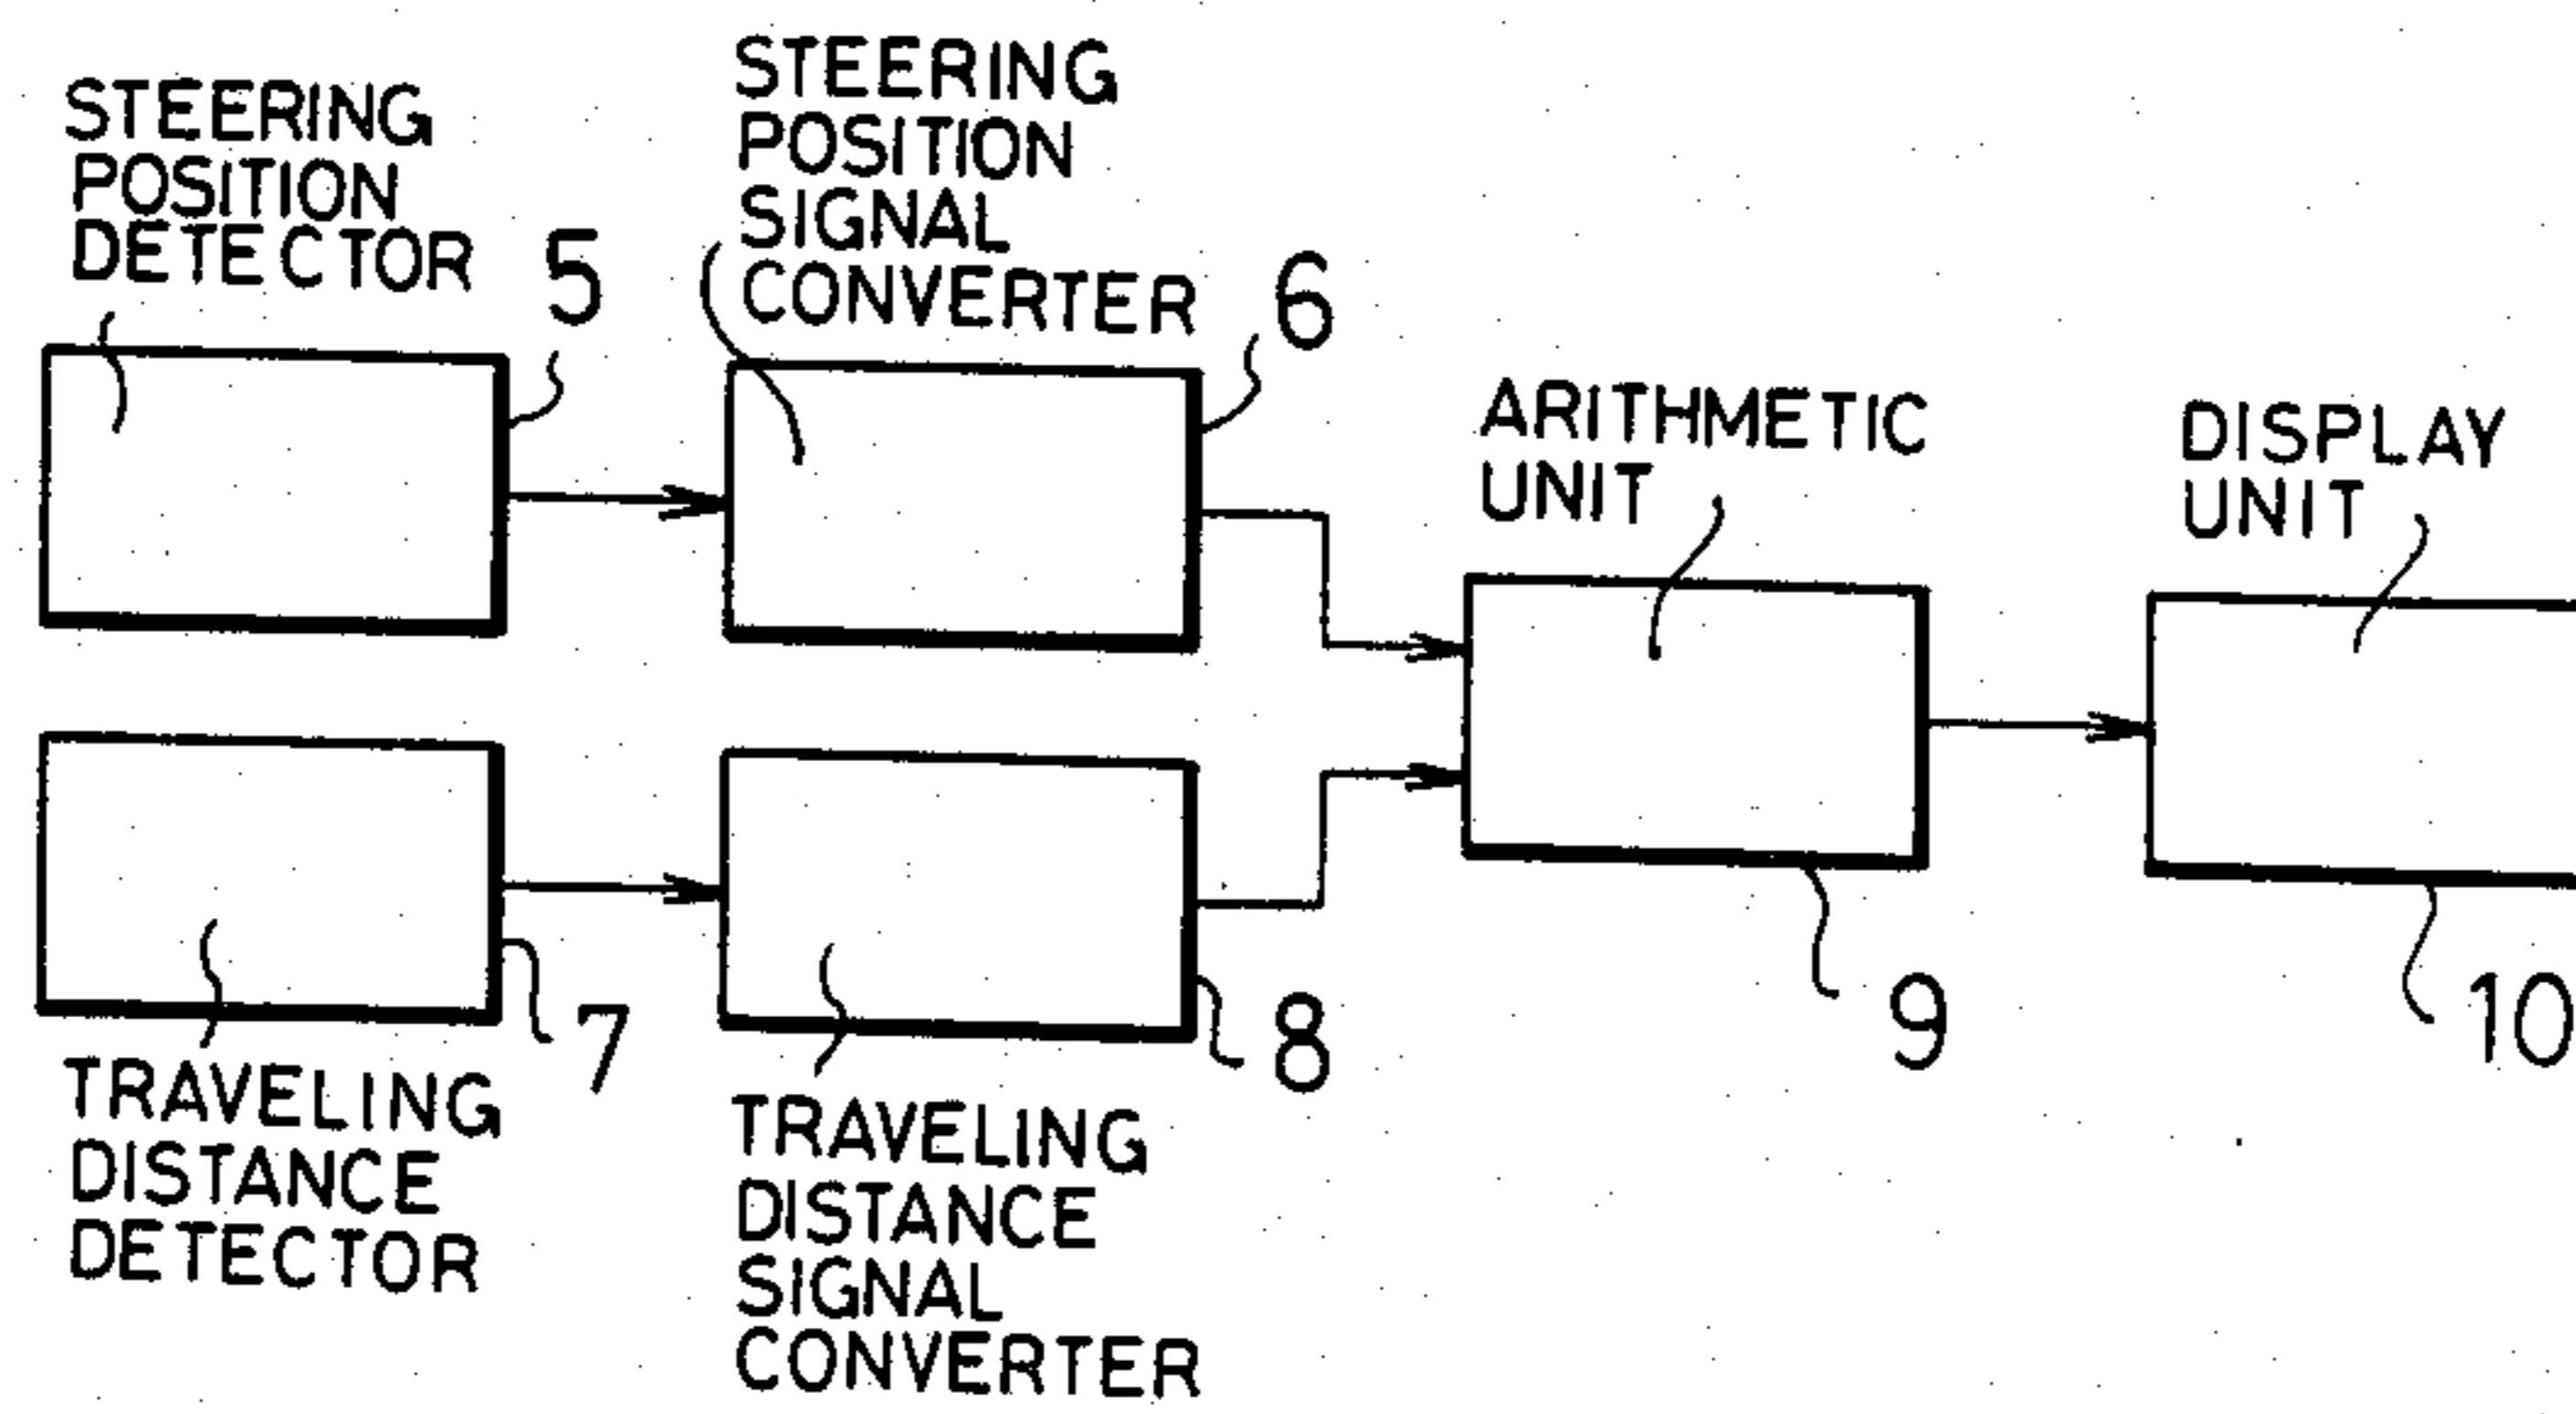 STEERING
POSITION
DETECTOR
5
STEERING
POSITION
SIGNAL
CONVERTER
6
ARITHMETIC
UNIT
DISPLAY
UNIT
7
8
9
10
TRAVELING
DISTANCE
DETECTOR
TRAVELING
DISTANCE
SIGNAL
CONVERTER